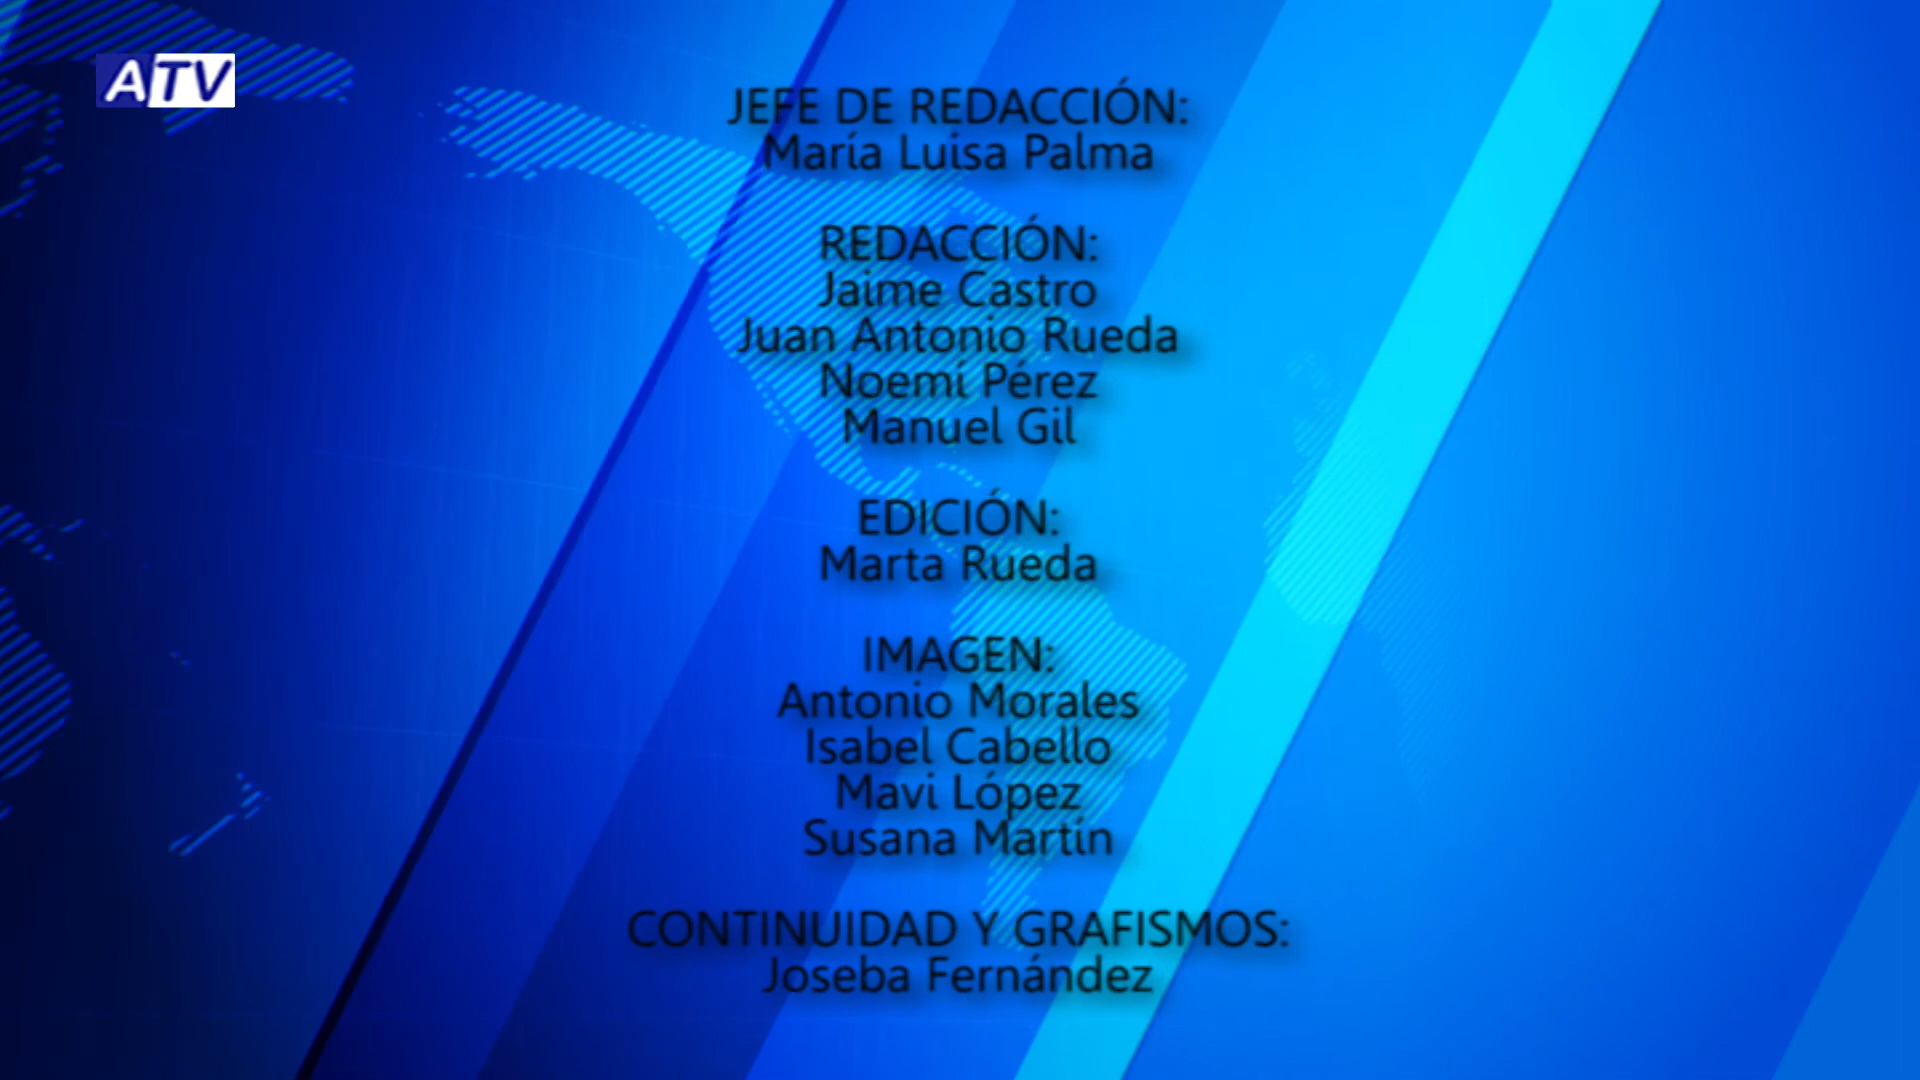 ATV
JEFE DE REDACCIÓN:
María Luisa Palma
REDACCIÓN:
Jaime Castro
Juan Antonio Rueda
Noemí Pérez
Manuel Gil
EDICIÓN:
Marta Rueda
IMAGEN:
Antonio Morales
Isabel Cabello
Mavi López
Susana Martín
CONTINUIDAD Y GRAFISMOS:
Joseba Fernández